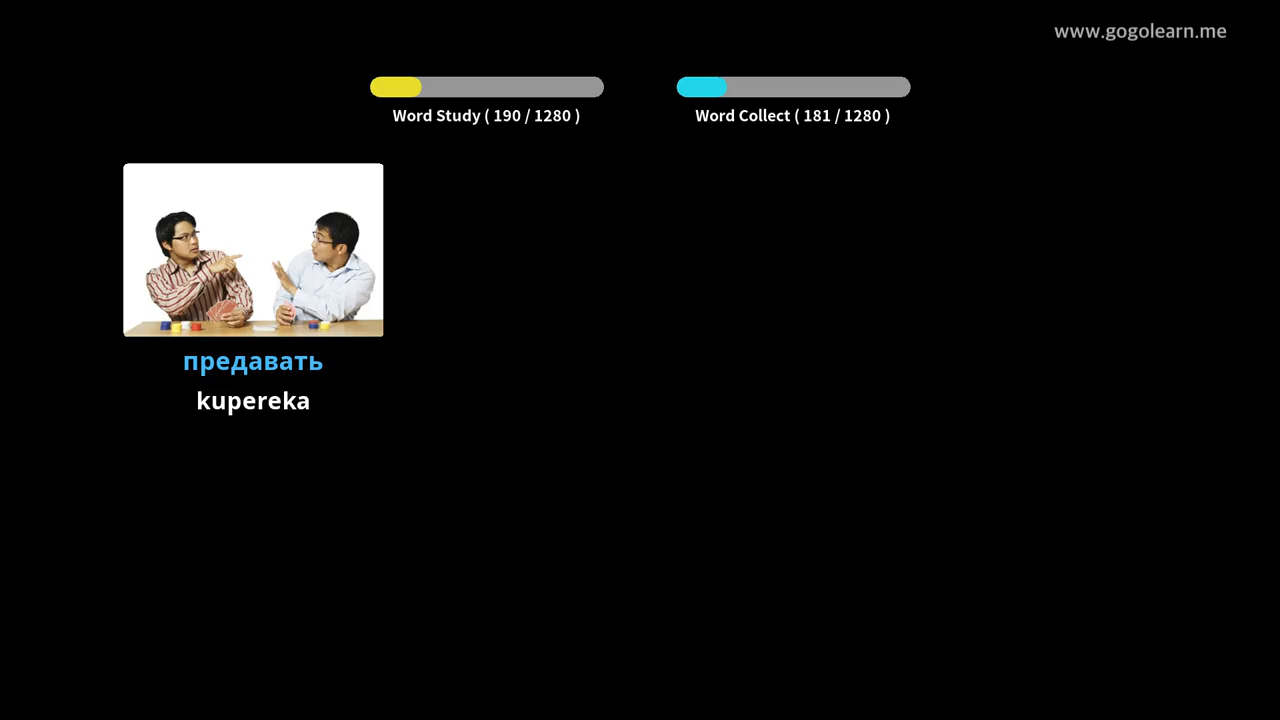 www.gogolearn.me
Word Study ( 190 / 1280 )
Word Collect ( 181 / 1280 )
предавать
kupereka